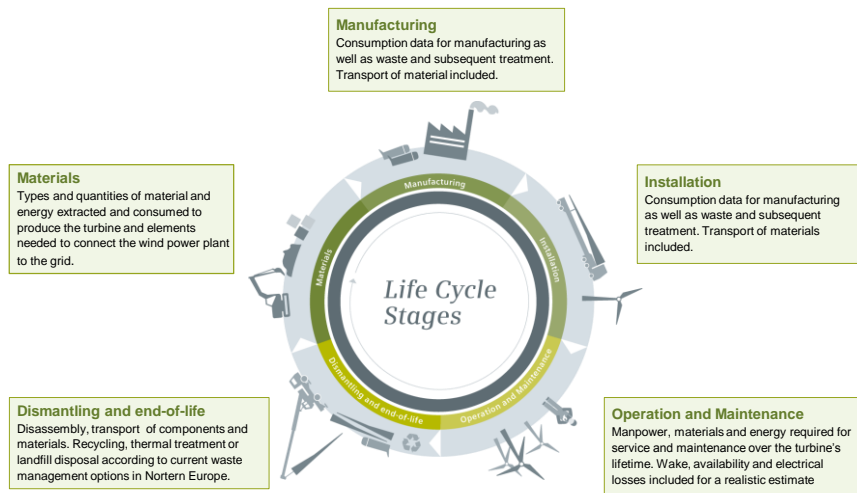 Manufacturing
Consumption data for manufacturing as
well as waste and subsequent treatment.
Transport of material included.
Materials
Types and quantities of material and
energy extracted and consumed to
produce the turbine and elements
needed to connect the wind power plant
to the grid.
Installation
Consumption data for manufacturing
as well as waste and subsequent
treatment. Transport of materials
included.
Manufacturing
Materials
Installation
Life Cycle
Stages
Dismantling and end-of-life
Operation and Maintenance
Dismantling and end-of-life
Disassembly, transport of components and
materials. Recycling, thermal treatment or
landfill disposal according to current waste
management options in Nortern Europe.
Operation and Maintenance
Manpower, materials and energy required for
service and maintenance over the turbine's
lifetime. Wake, availability and electrical
losses included for a realistic estimate